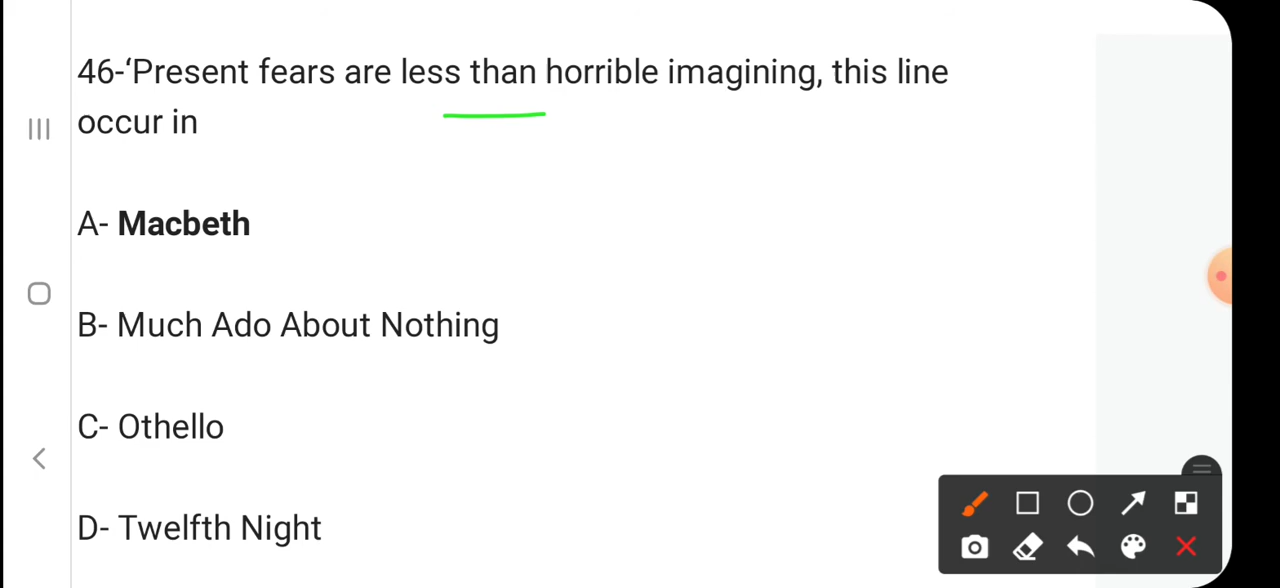 46-‘Present fears are less than horrible imagining, this line
occur in
A- Macbeth
B- Much Ado About Nothing
C- Othello
D- Twelfth Night